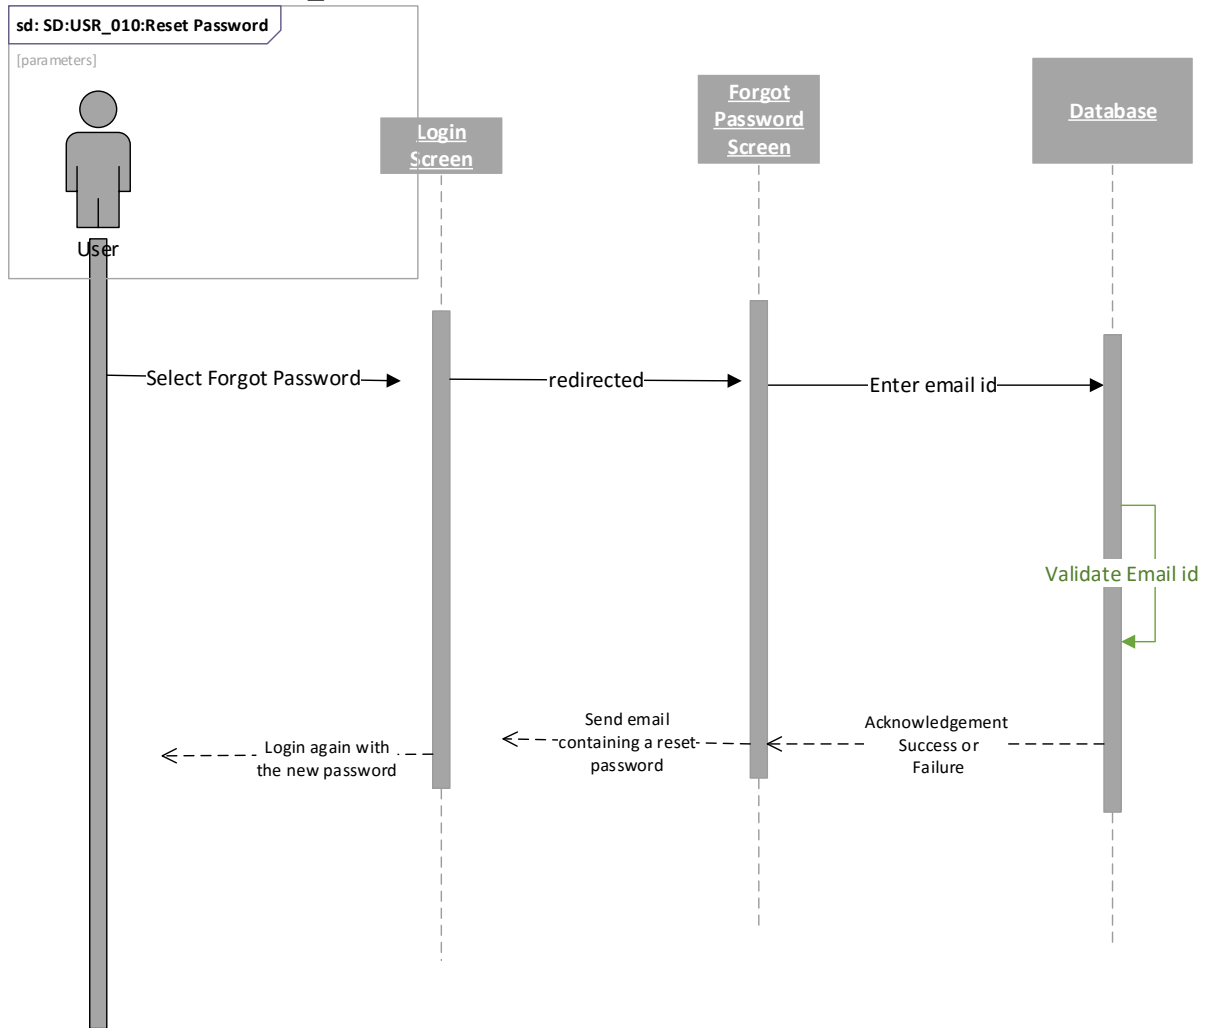 sd: SD:USR_010:Reset Password
[parameters]
Forgot
Password
Screen
Database
Login
Screen
User
Select Forgot Password
redirected
Enter email id
Validate Email id
Send email
containing a reset
password
Acknowledgement
Success or
Failure
Login again with
the new password